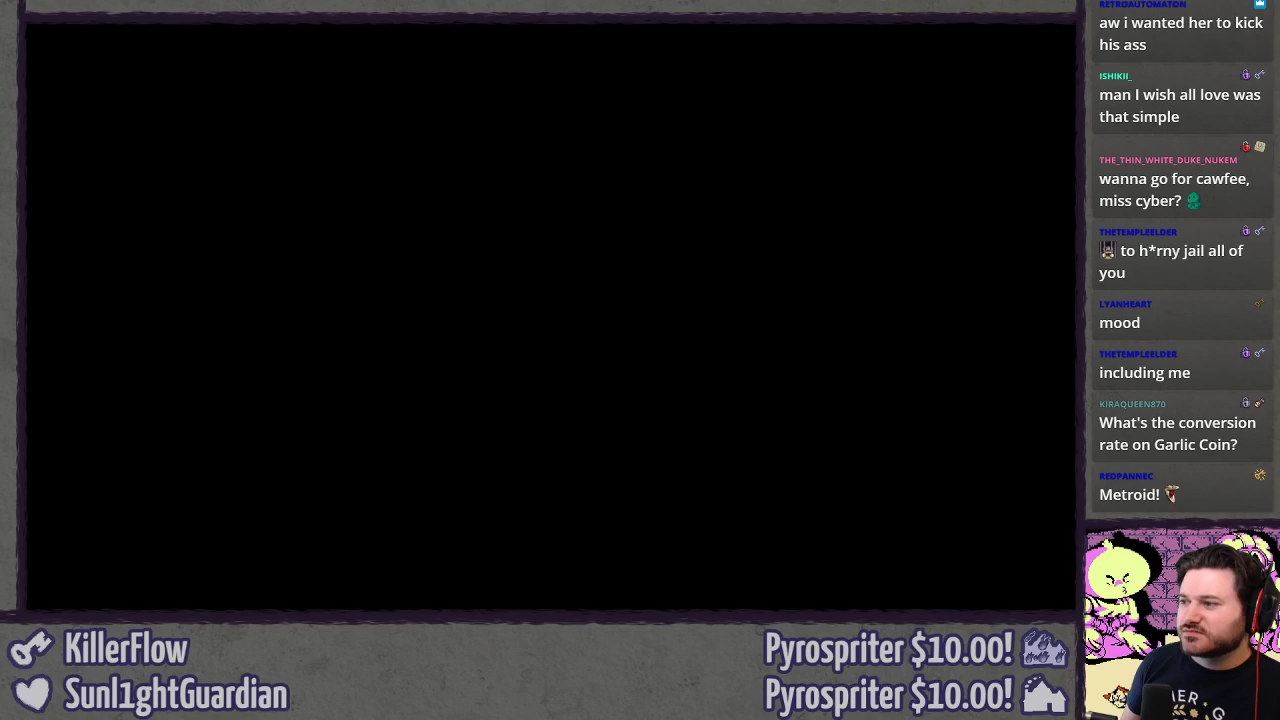 RETROAUTOMATON
aw i wanted her to kick
his ass
ISHIKII_
man I wish all love was
that simple
THE_THIN_WHITE_DUKE_NUKEM
wanna go for cawfee,
miss cyber?
THETEMPLEELDER
to h*rny jail all of
you
LYANHEART
mood
THETEMPLEELDER
including me
KIRAQUEEN870
What's the conversion
rate on Garlic Coin?
REDPANNEC
Metroid!
KillerFlow
Sunl1ghtGuardian
Pyrospriter $10.00!
Pyrospriter $10.00!